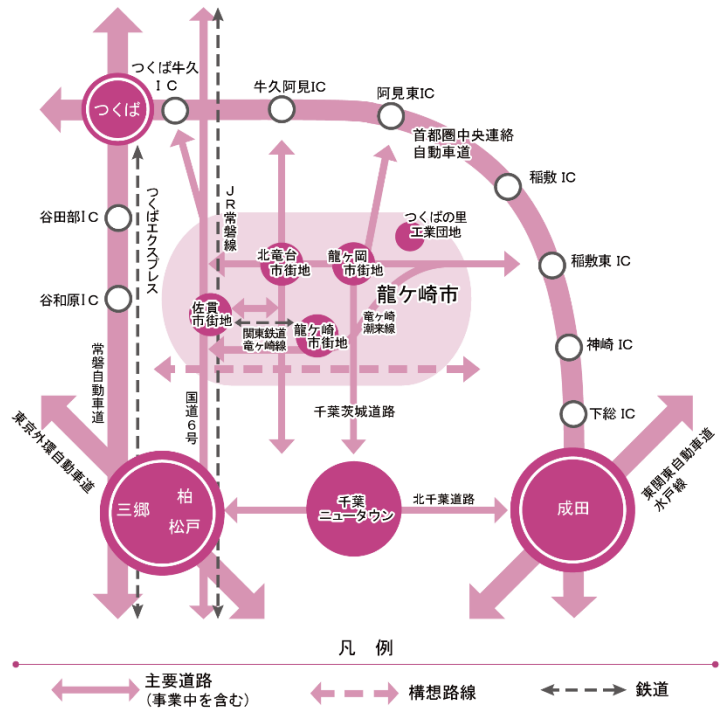 つくば牛久
ＩＣ
牛久阿見IC
阿見東IC
つくば
首都圏中央連絡
自動車道
稲敷 IC
ＪＲ常磐線
谷田部ＩＣ
つくばエクスプレス
つくばの里
工業団地
北竜台
市街地
龍ヶ岡
市街地
稲敷東 IC
谷和原ＩＣ
龍ケ崎市
佐貫
市街地
竜ヶ崎
潮来線
関東鉄道
竜ヶ崎線
龍ケ崎
市街地
神崎 IC
常磐自動車道
国道６号
千葉茨城道路
下総 IC
東京外環自動車道
三郷
柏
松戸
千葉
ニュータウン
北千葉道路
成田
東関東自動車道
水戸線
凡 例
主要道路
（事業中を含む）
構想路線
鉄道